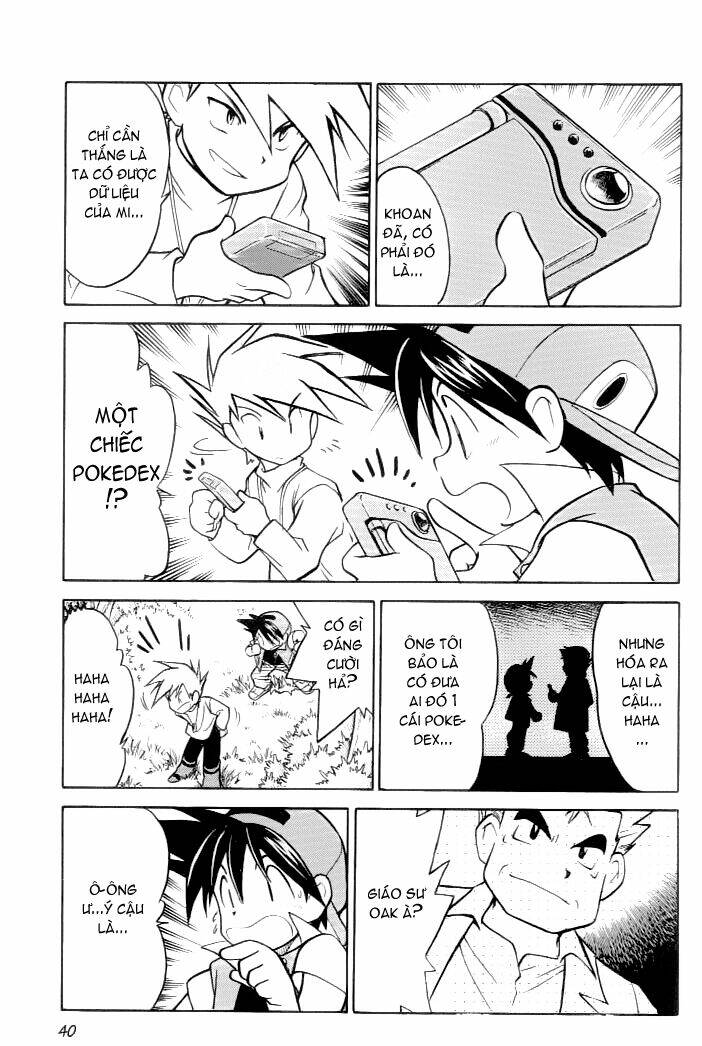 CHỈ CẦN
THẮNG LÀ
TA CÓ ĐƯỢC
DỮ LIỆU
CỦA MI...
KHOAN
ĐÃ, CÓ
PHẢI ĐÓ
LÀ...
MỘT
CHIẾC
POKEDEX
!?
HAHA
HAHA
HAHA!
CÓ GÌ
ĐÁNG
CƯỜI
HẢ?
ÔNG TÔI
BẢO LÀ
CÓ ĐƯA
AI ĐÓ 1
CÁI POKE-
DEX...
NHƯNG
HÓA RA
LẠI LÀ
CẬU...
HAHA
...
Ô-ÔNG
Ư...Ý CẬU
LÀ...
GIÁO SƯ
OAK À?
40